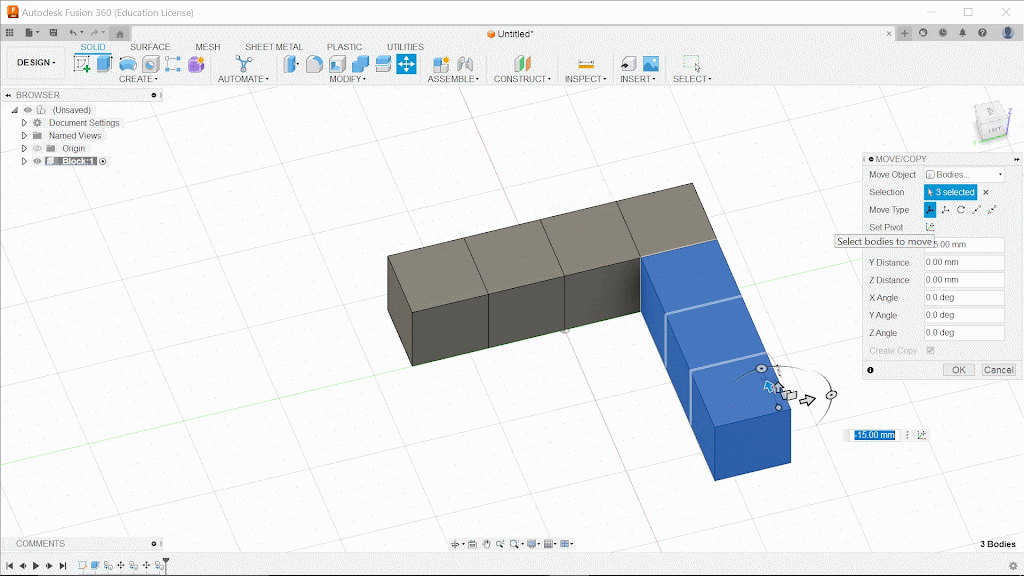 Autodesk Fusion 360 (Education License)
Untitled*
DESIGN
SOLID SURFACE MESH SHEET METAL PLASTIC UTILITIES
CREATE AUTOMATE MODIFY ASSEMBLE CONSTRUCT INSPECT INSERT SELECT
BROWSER
(Unsaved)
Document Settings
Named Views
Origin
Block:1
Z
LEFT
MOVE/COPY
Move Object Bodies...
Selection 3 selected
Move Type
Set Pivot
Select bodies to move
5.00 mm
Y Distance 0.00 mm
Z Distance 0.00 mm
X Angle 0.0 deg
Y Angle 0.0 deg
Z Angle 0.0 deg
Create Copy
OK Cancel
-15.00 mm
COMMENTS
3 Bodies